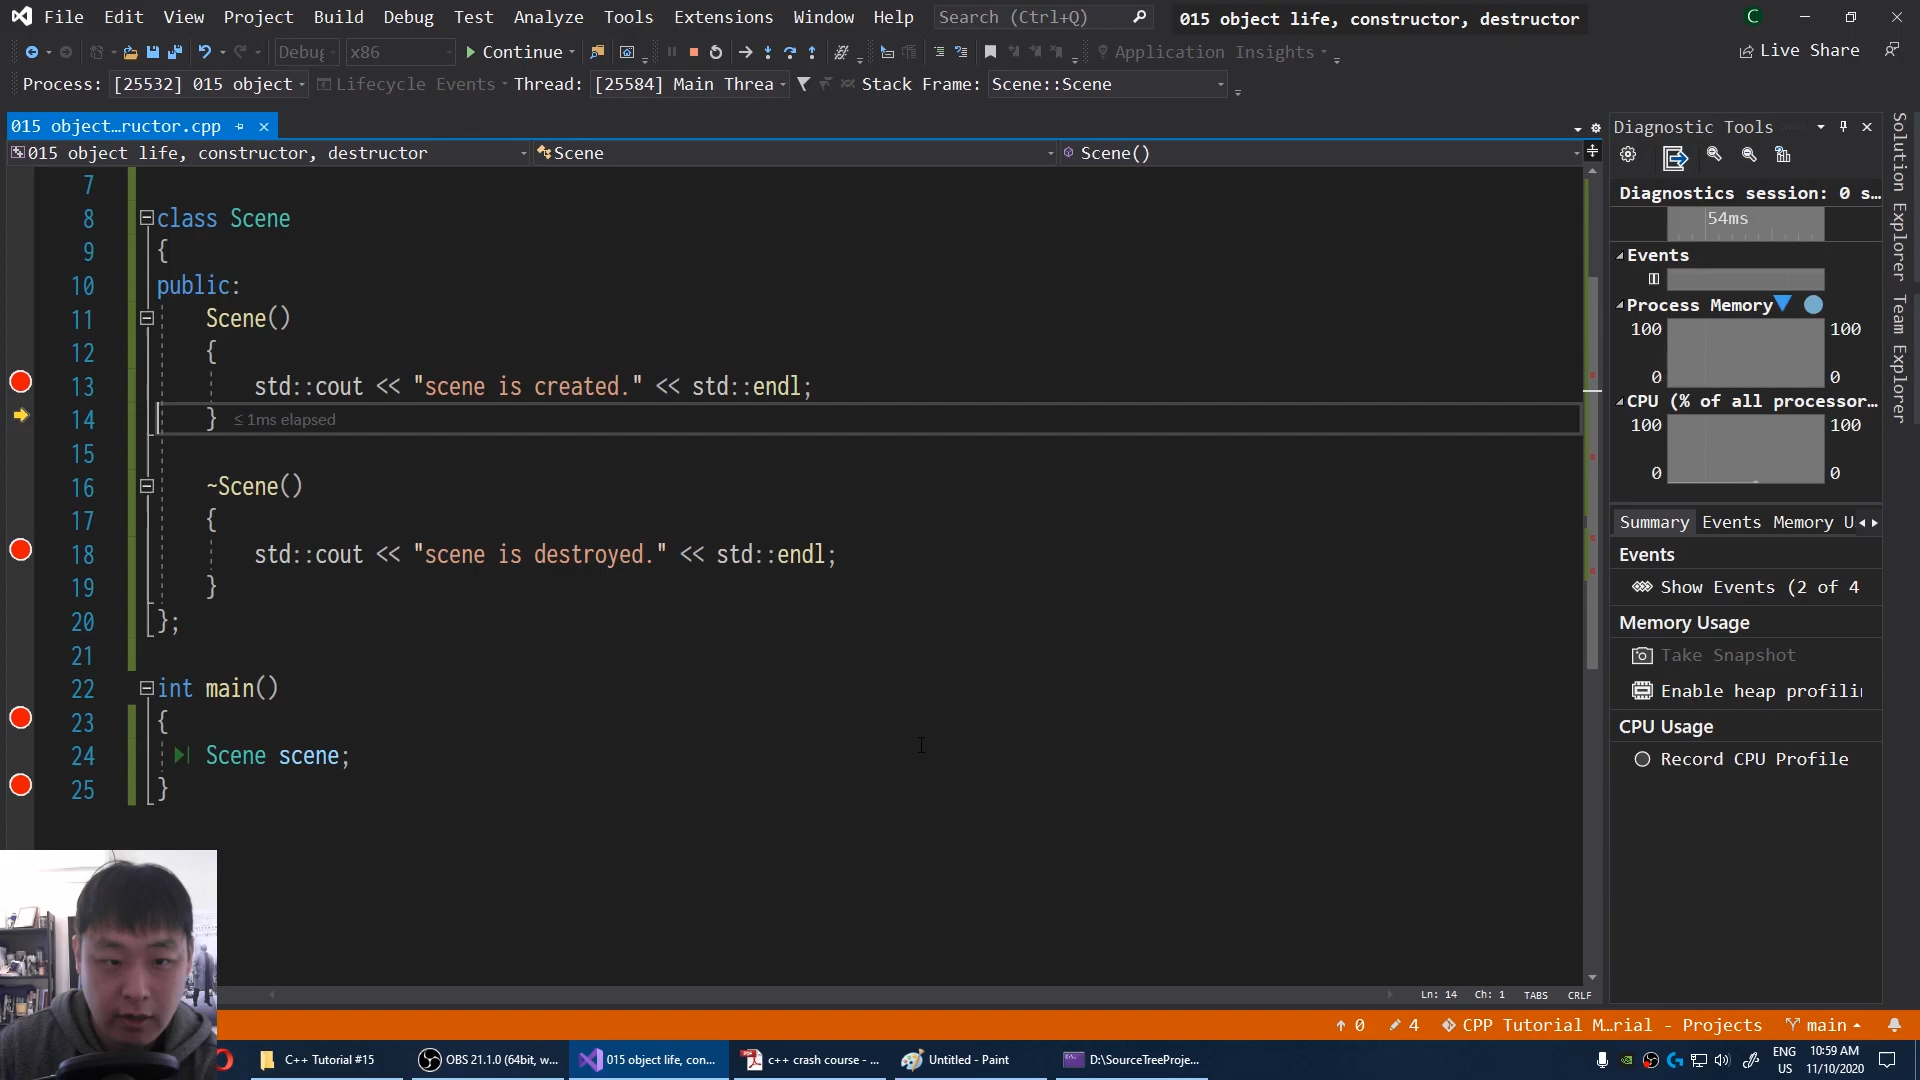 File Edit View Project Build Debug Test Analyze Tools Extensions Window Help Search (Ctrl+Q) 015 object life, constructor, destructor C
Debug x86 Continue Application Insights Live Share
Process: [25532] 015 object Lifecycle Events Thread: [25584] Main Threa Stack Frame: Scene::Scene
015 object...ructor.cpp
015 object life, constructor, destructor Scene Scene()
7
8 class Scene
9 {
10 public:
11 Scene()
12 {
13 std::cout << "scene is created." << std::endl;
14 } ≤ 1ms elapsed
15
16 ~Scene()
17 {
18 std::cout << "scene is destroyed." << std::endl;
19 }
20 };
21
22 int main()
23 {
24 Scene scene;
25 }
Ln: 14 Ch: 1 TABS CRLF
Diagnostic Tools
Diagnostics session: 0 s...
54ms
Events
Process Memory
100 100
0 0
CPU (% of all processor...
100 100
0 0
Summary Events Memory U
Events
Show Events (2 of 4
Memory Usage
Take Snapshot
Enable heap profilin
CPU Usage
Record CPU Profile
Solution Explorer
Team Explorer
0 4 CPP Tutorial M...rial - Projects main
C++ Tutorial #15 OBS 21.1.0 (64bit, w... 015 object life, con... c++ crash course - ... Untitled - Paint D:\SourceTreeProje...
ENG US
10:59 AM
11/10/2020